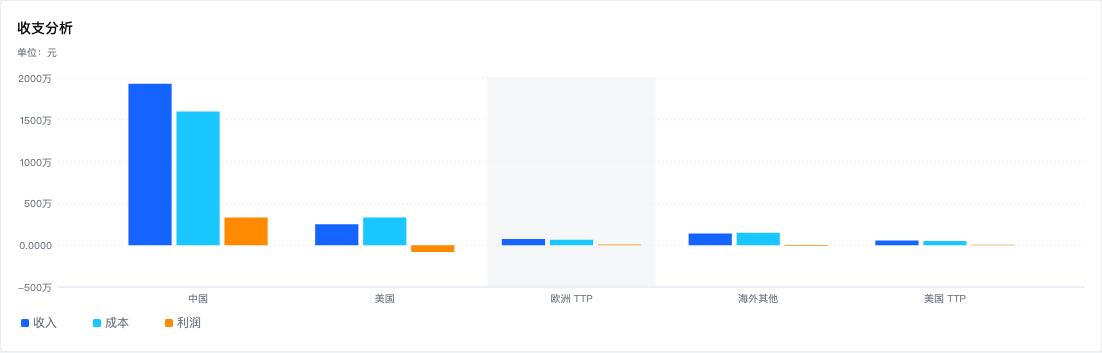 收支分析
单位：元
2000万
1500万
1000万
500万
0.0000
−500万
中国 美国 欧洲 TTP 海外其他 美国 TTP
收入 成本 利润